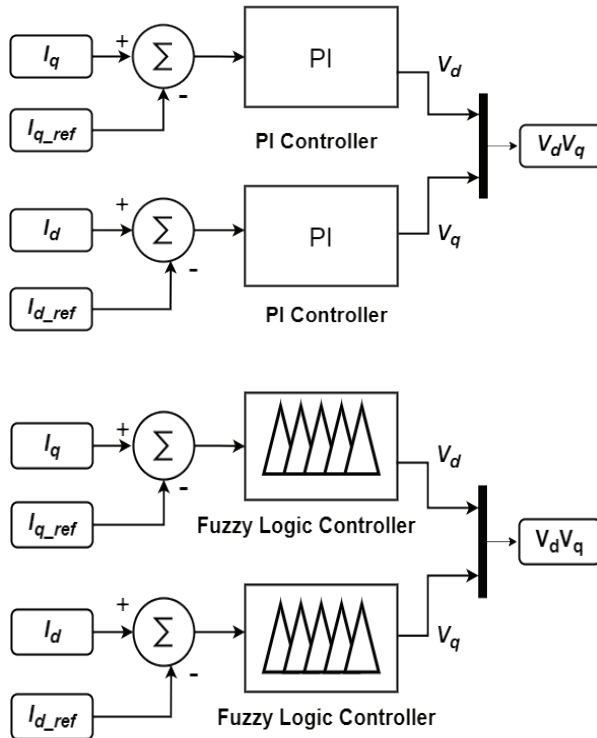 I_q
+
Σ
-
I_q_ref
PI
PI Controller
V_d
V_dV_q
I_d
+
Σ
-
I_d_ref
PI
PI Controller
V_q
I_q
+
Σ
-
I_q_ref
Fuzzy Logic Controller
V_d
V_dV_q
I_d
+
Σ
-
I_d_ref
Fuzzy Logic Controller
V_q